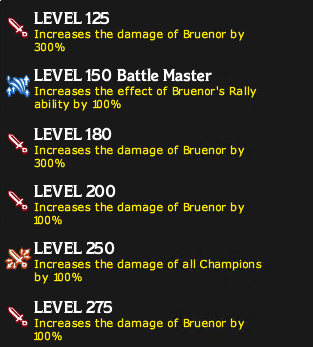 LEVEL 125
Increases the damage of Bruenor by
300%
LEVEL 150 Battle Master
Increases the effect of Bruenor's Rally
ability by 100%
LEVEL 180
Increases the damage of Bruenor by
300%
LEVEL 200
Increases the damage of Bruenor by
100%
LEVEL 250
Increases the damage of all Champions
by 100%
LEVEL 275
Increases the damage of Bruenor by
100%